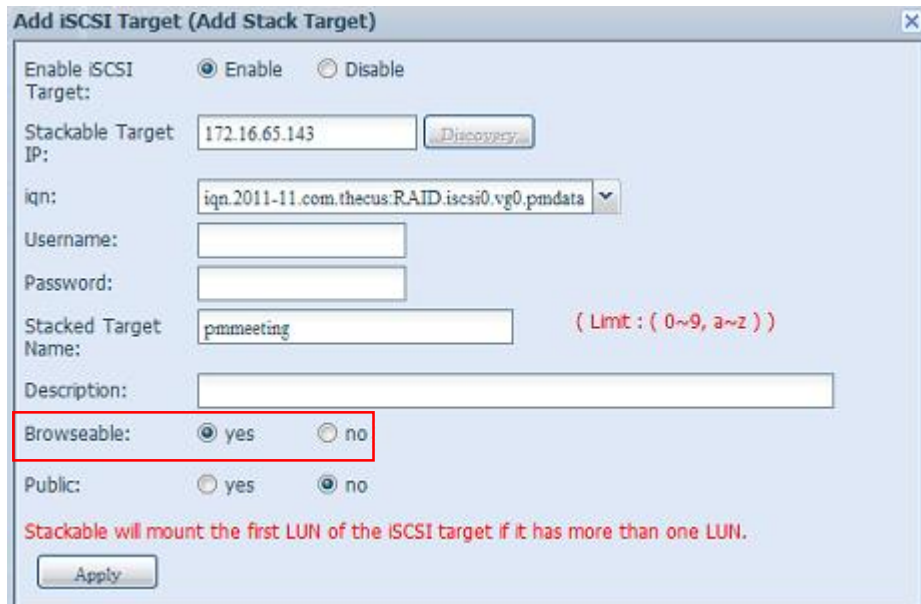 Add iSCSI Target (Add Stack Target)
Enable iSCSI Target: Enable Disable
Stackable Target IP: 172.16.65.143 Discovery
iqn: iqn.2011-11.com.thecus:RAID.iscsi0.vg0.pmdata
Username:
Password:
Stacked Target Name: pmmeeting ( Limit : ( 0~9, a~z ) )
Description:
Browseable: yes no
Public: yes no
Stackable will mount the first LUN of the iSCSI target if it has more than one LUN.
Apply